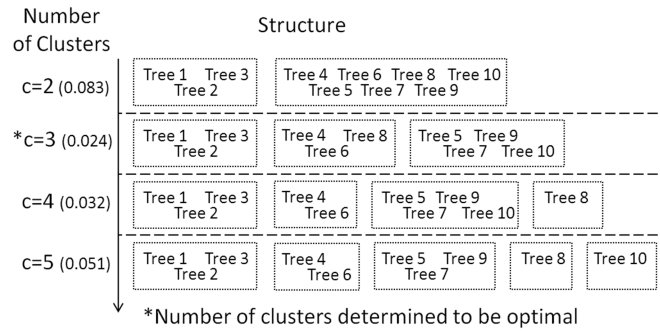 Number of Clusters Structure
c=2 (0.083)
Tree 1 Tree 3 Tree 4 Tree 6 Tree 8 Tree 10
Tree 2 Tree 5 Tree 7 Tree 9
*c=3 (0.024)
Tree 1 Tree 3 Tree 4 Tree 8 Tree 5 Tree 9
Tree 2 Tree 6 Tree 7 Tree 10
c=4 (0.032)
Tree 1 Tree 3 Tree 4 Tree 5 Tree 9 Tree 8
Tree 2 Tree 6 Tree 7 Tree 10
c=5 (0.051)
Tree 1 Tree 3 Tree 4 Tree 5 Tree 9 Tree 8 Tree 10
Tree 2 Tree 6 Tree 7
*Number of clusters determined to be optimal